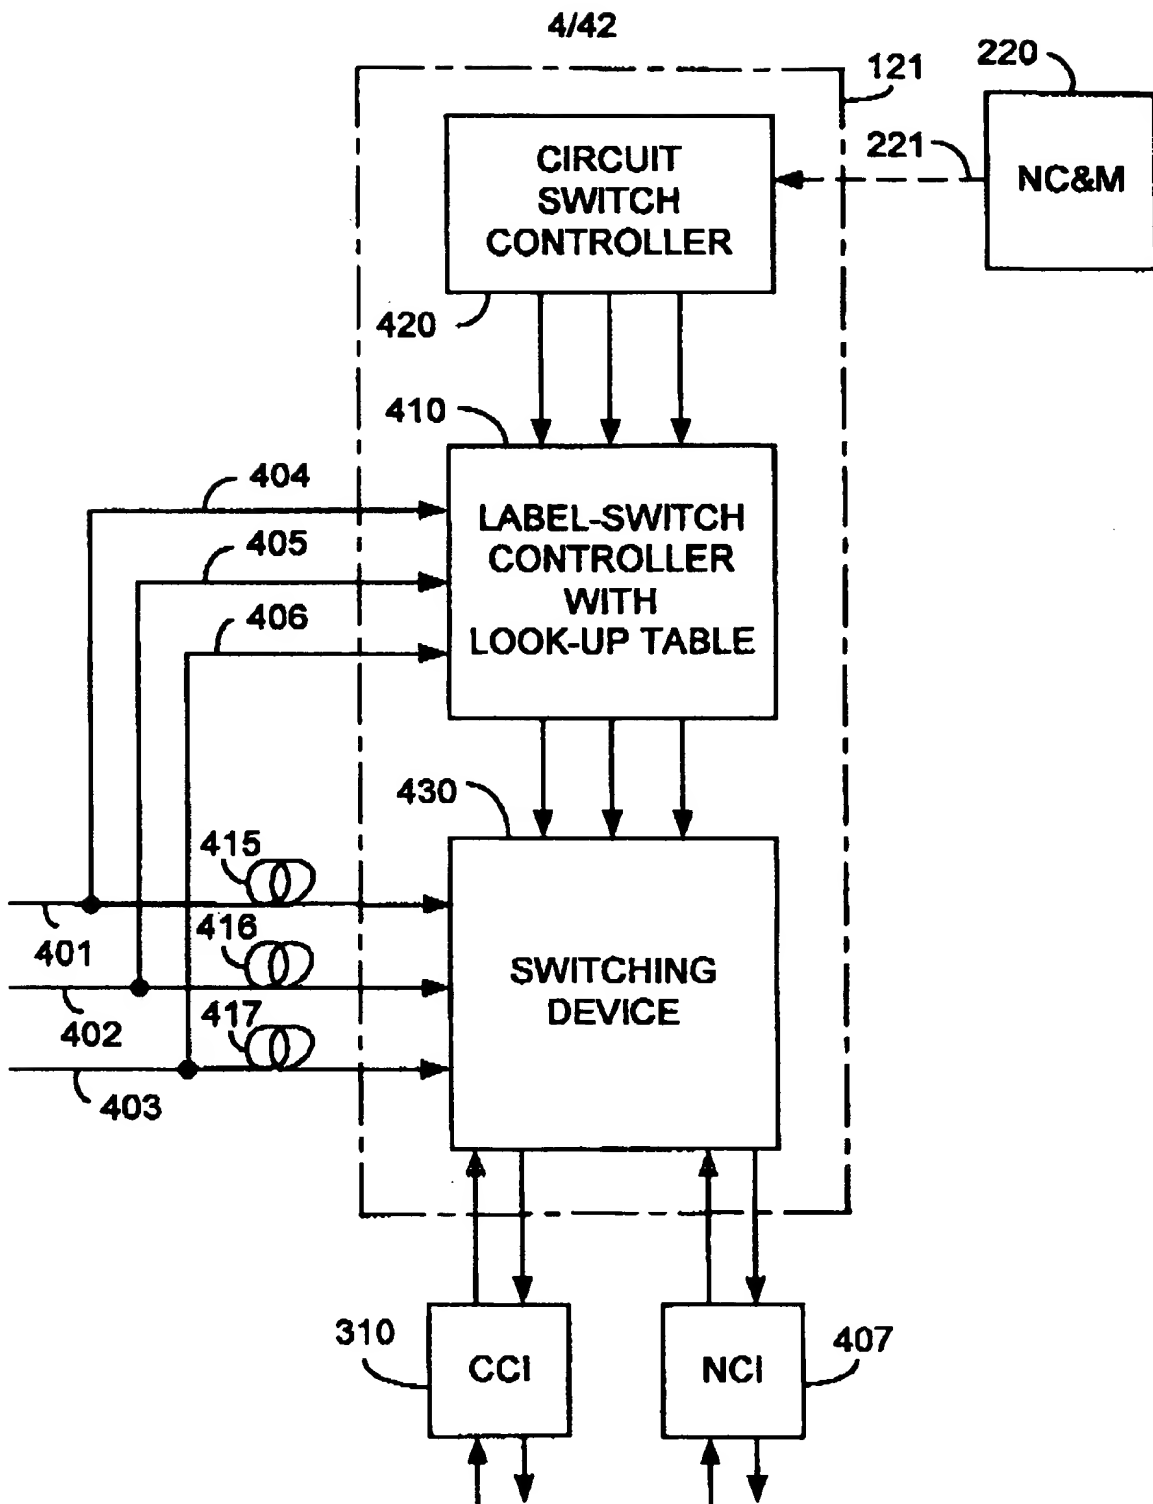 4/42
121
220
CIRCUIT
SWITCH
CONTROLLER
221
NC&M
420
410
404
LABEL-SWITCH
CONTROLLER
WITH
LOOK-UP TABLE
405
406
430
415
401
416
SWITCHING
DEVICE
402
417
403
310
CCI
NCI
407